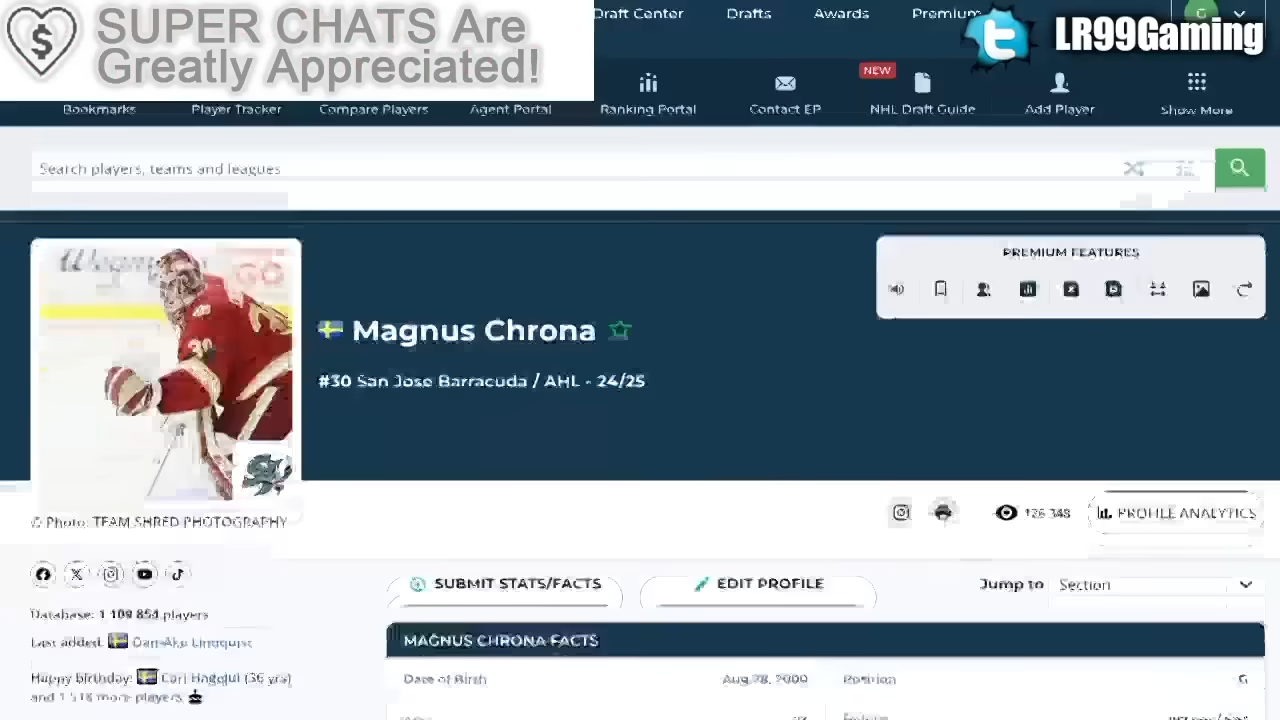 SUPER CHATS Are
Greatly Appreciated!
Draft Center
Drafts
Awards
Premium
G
LR99Gaming
NEW
Bookmarks
Player Tracker
Compare Players
Agent Portal
Ranking Portal
Contact EP
NHL Draft Guide
Add Player
Show More
Search players, teams and leagues
PREMIUM FEATURES
GO
Magnus Chrona
#30 San Jose Barracuda / AHL - 24/25
© Photo: TEAM SHRED PHOTOGRAPHY
PROFILE ANALYTICS
SUBMIT STATS/FACTS
EDIT PROFILE
Jump to
Section
Database: 1 109 854 players
Last added:
MAGNUS CHRONA FACTS
Happy birthday:
(36 yrs)
and 1 518 more players
Date of Birth
Aug 28, 2000
Position
G